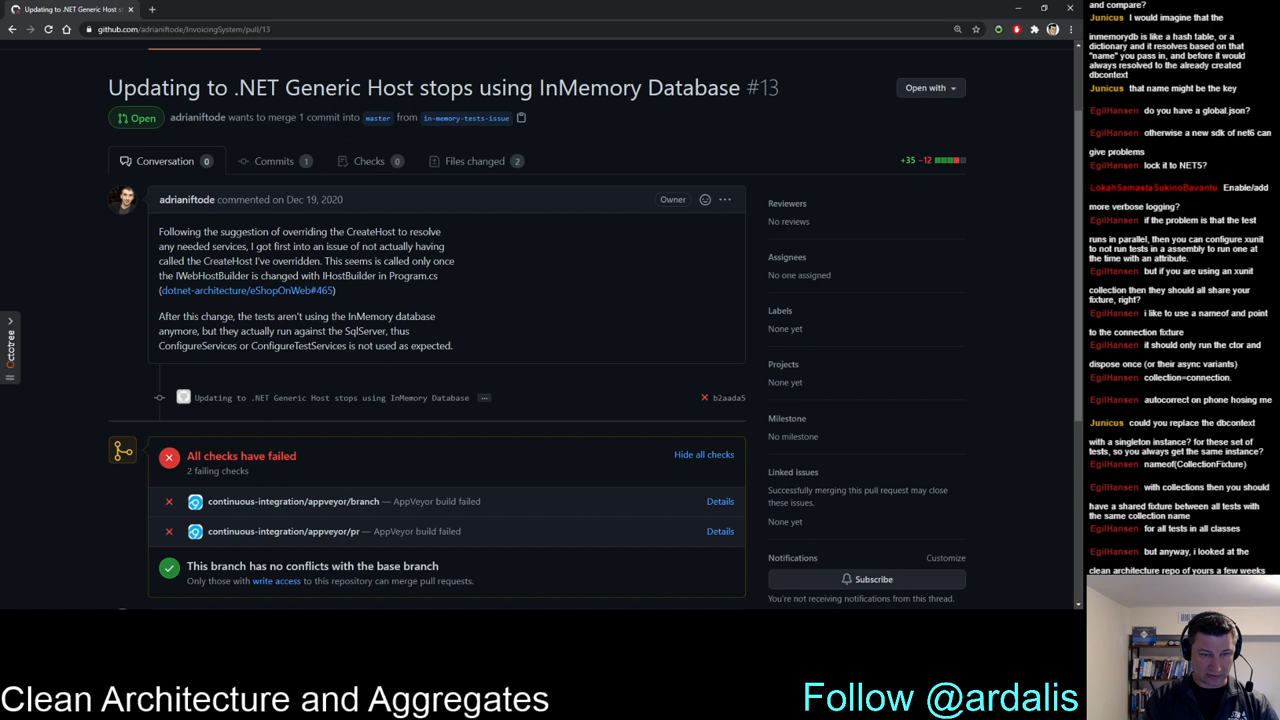 Updating to .NET Generic Host st
github.com/adrianiftode/InvoicingSystem/pull/13
Updating to .NET Generic Host stops using InMemory Database #13
Open with
Open
adrianiftode wants to merge 1 commit into master from in-memory-tests-issue
Conversation 0
Commits 1
Checks 0
Files changed 2
+35 −12
adrianiftode commented on Dec 19, 2020
Owner
Following the suggestion of overriding the CreateHost to resolve
any needed services, I got first into an issue of not actually having
called the CreateHost I've overridden. This seems is called only once
the IWebHostBuilder is changed with IHostBuilder in Program.cs
(dotnet-architecture/eShopOnWeb#465)
After this change, the tests aren't using the InMemory database
anymore, but they actually run against the SqlServer, thus
ConfigureServices or ConfigureTestServices is not used as expected.
Updating to .NET Generic Host stops using InMemory Database
b2aada5
All checks have failed
2 failing checks
Hide all checks
continuous-integration/appveyor/branch — AppVeyor build failed
Details
continuous-integration/appveyor/pr — AppVeyor build failed
Details
This branch has no conflicts with the base branch
Only those with write access to this repository can merge pull requests.
Reviewers
No reviews
Assignees
No one assigned
Labels
None yet
Projects
None yet
Milestone
No milestone
Linked issues
Successfully merging this pull request may close
these issues.
None yet
Notifications
Customize
Subscribe
You're not receiving notifications from this thread.
Octotree
and compare?
Junicus I would imagine that the
inmemorydb is like a hash table, or a
dictionary and it resolves based on that
"name" you pass in, and before it would
always resolved to the already created
dbcontext
Junicus that name might be the key
EgilHansen do you have a global.json?
EgilHansen otherwise a new sdk of net6 can
give problems
EgilHansen lock it to NET5?
LokahSamastaSukinoBavantu Enable/add
more verbose logging?
EgilHansen if the problem is that the test
runs in parallel, then you can configure xunit
to not run tests in a assembly to run one at
the time with an attribute.
EgilHansen but if you are using an xunit
collection then they should all share your
fixture, right?
EgilHansen i like to use a nameof and point
to the connection fixture
EgilHansen it should only run the ctor and
dispose once (or their async variants)
EgilHansen collection=connection.
EgilHansen autocorrect on phone hosing me
Junicus could you replace the dbcontext
with a singleton instance? for these set of
tests, so you always get the same instance?
EgilHansen nameof(CollectionFixture)
EgilHansen with collections then you should
have a shared fixture between all tests with
the same collection name
EgilHansen for all tests in all classes
EgilHansen but anyway, i looked at the
clean architecture repo of yours a few weeks
Clean Architecture and Aggregates
Follow @ardalis